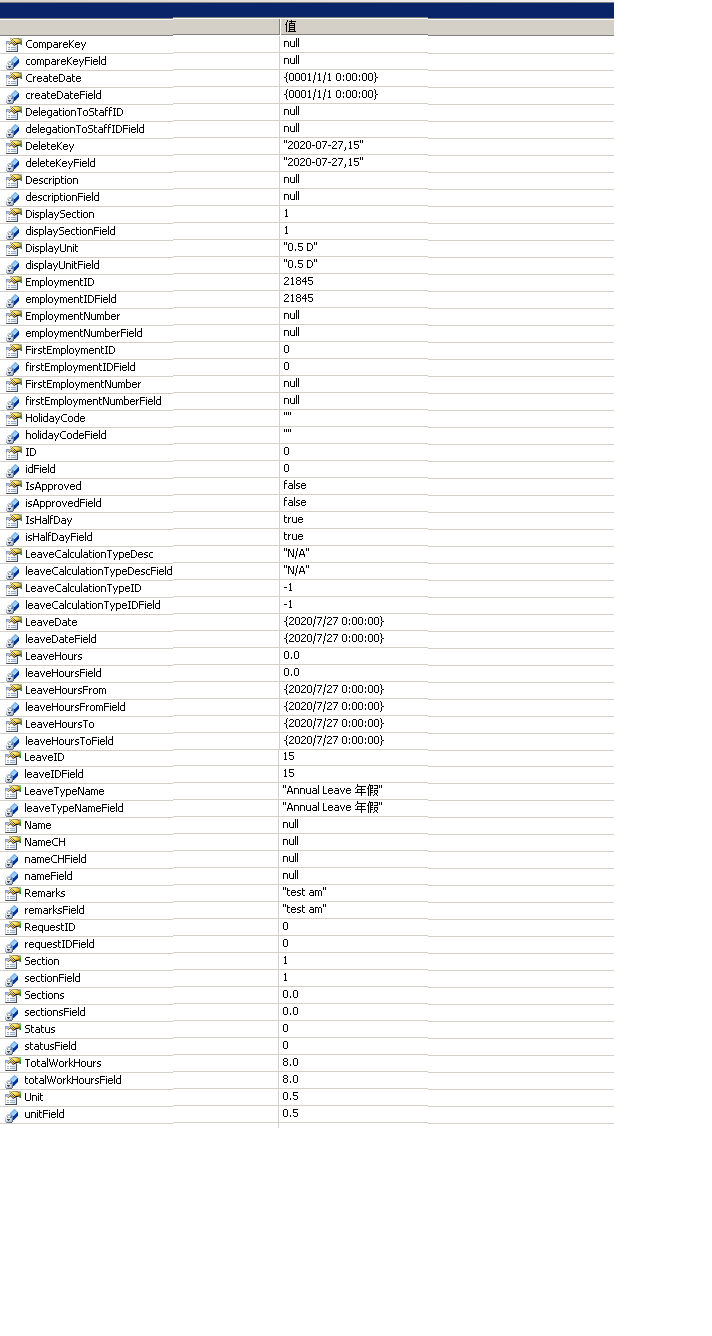 值
CompareKey null
compareKeyField null
CreateDate {0001/1/1 0:00:00}
createDateField {0001/1/1 0:00:00}
DelegationToStaffID null
delegationToStaffIDField null
DeleteKey "2020-07-27,15"
deleteKeyField "2020-07-27,15"
Description null
descriptionField null
DisplaySection 1
displaySectionField 1
DisplayUnit "0.5 D"
displayUnitField "0.5 D"
EmploymentID 21845
employmentIDField 21845
EmploymentNumber null
employmentNumberField null
FirstEmploymentID 0
firstEmploymentIDField 0
FirstEmploymentNumber null
firstEmploymentNumberField null
HolidayCode ""
holidayCodeField ""
ID 0
idField 0
IsApproved false
isApprovedField false
IsHalfDay true
isHalfDayField true
LeaveCalculationTypeDesc "N/A"
leaveCalculationTypeDescField "N/A"
LeaveCalculationTypeID -1
leaveCalculationTypeIDField -1
LeaveDate {2020/7/27 0:00:00}
leaveDateField {2020/7/27 0:00:00}
LeaveHours 0.0
leaveHoursField 0.0
LeaveHoursFrom {2020/7/27 0:00:00}
leaveHoursFromField {2020/7/27 0:00:00}
LeaveHoursTo {2020/7/27 0:00:00}
leaveHoursToField {2020/7/27 0:00:00}
LeaveID 15
leaveIDField 15
LeaveTypeName "Annual Leave 年假"
leaveTypeNameField "Annual Leave 年假"
Name null
NameCH null
nameCHField null
nameField null
Remarks "test am"
remarksField "test am"
RequestID 0
requestIDField 0
Section 1
sectionField 1
Sections 0.0
sectionsField 0.0
Status 0
statusField 0
TotalWorkHours 8.0
totalWorkHoursField 8.0
Unit 0.5
unitField 0.5